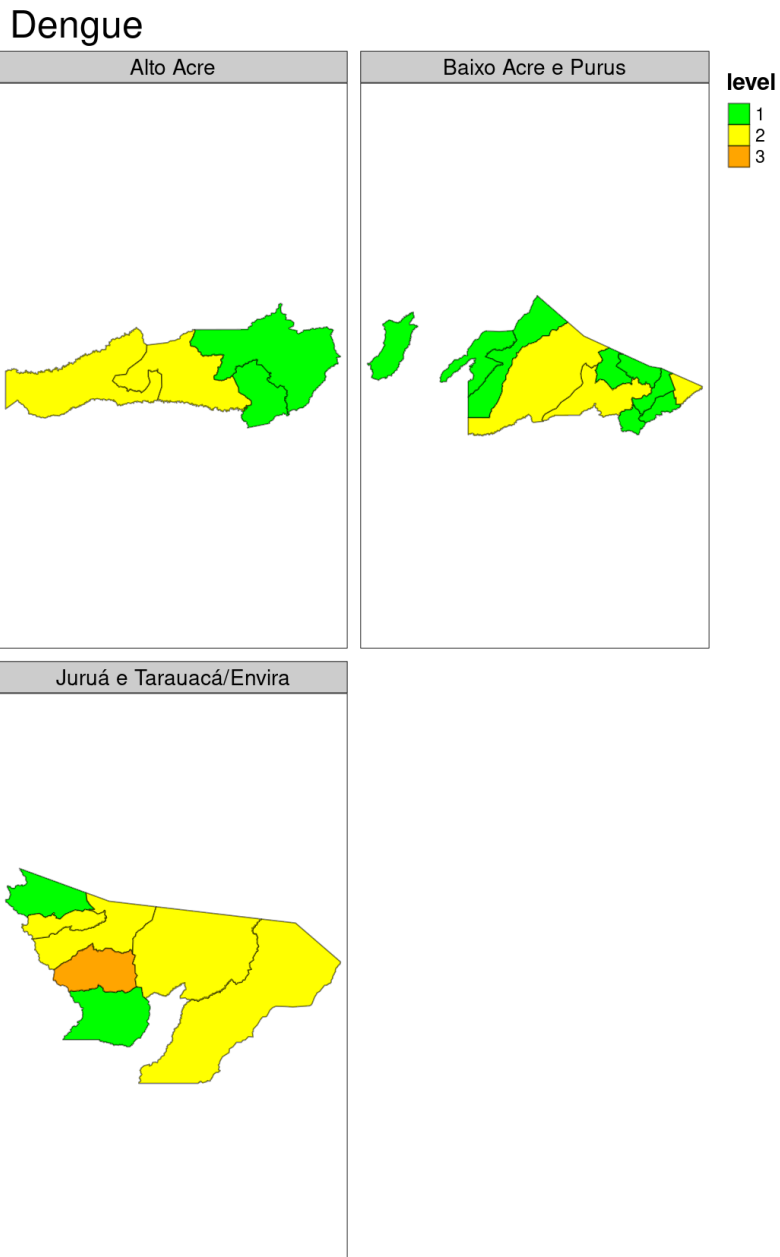 Dengue
Alto Acre
Baixo Acre e Purus
level
1
2
3
Juruá e Tarauacá/Envira